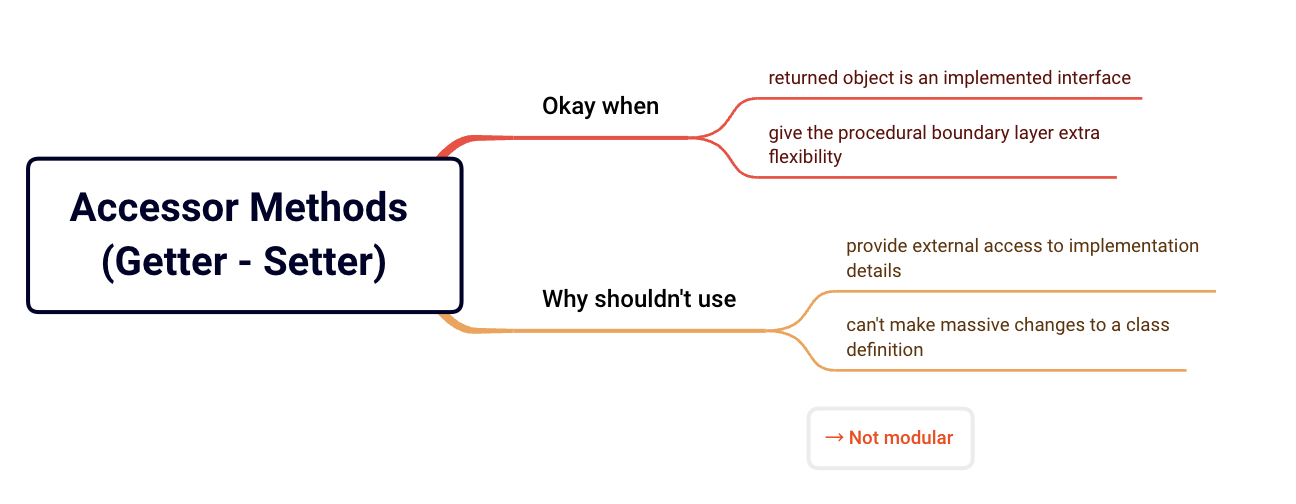 Accessor Methods
(Getter - Setter)
Okay when
returned object is an implemented interface
give the procedural boundary layer extra
flexibility
Why shouldn't use
provide external access to implementation
details
can't make massive changes to a class
definition
→ Not modular